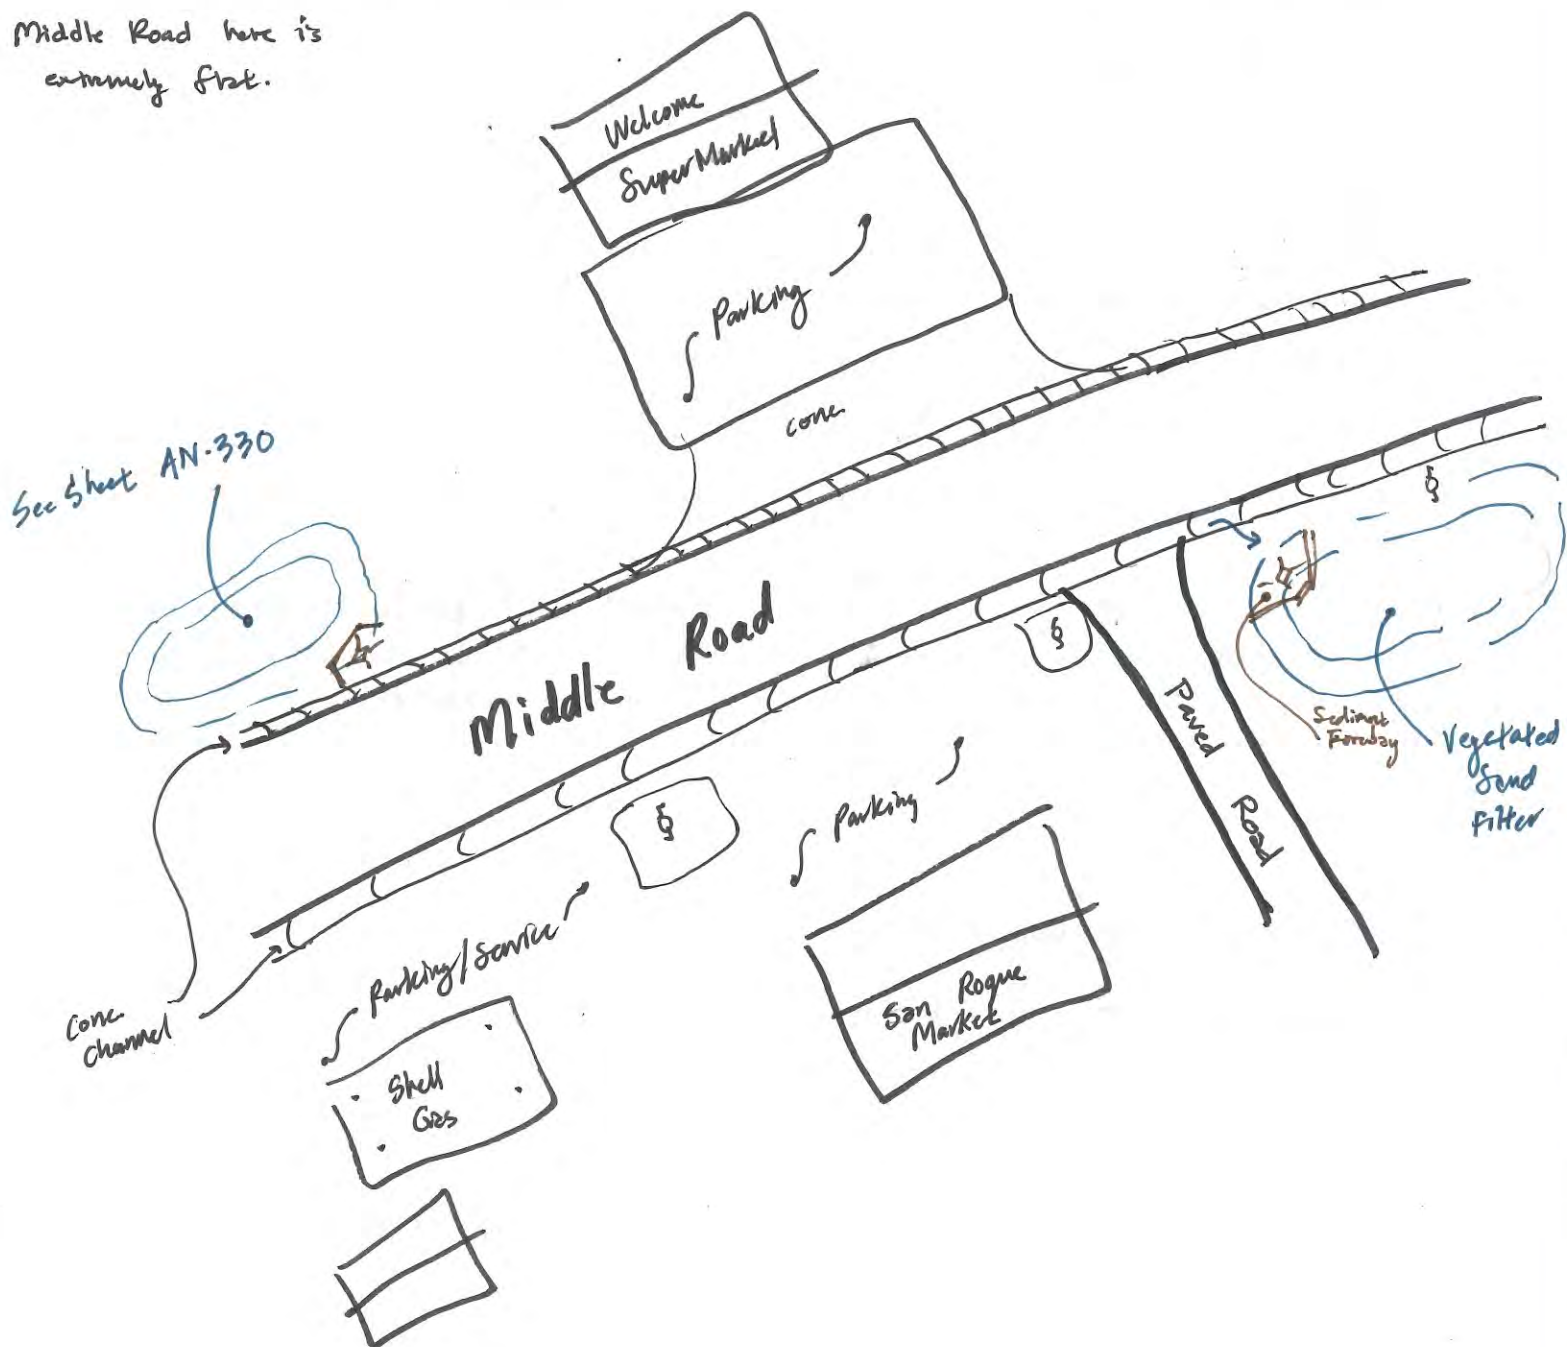 Middle Road here is
extremely flat.
Welcome
SuperMarket
Parking
conc.
See Sheet AN-330
Middle Road
Paved Road
Sediment
Foreway
Vegetated
Sand
Filter
Parking
Parking/Service
San Roque
Market
Conc.
Channel
Shell
Gas